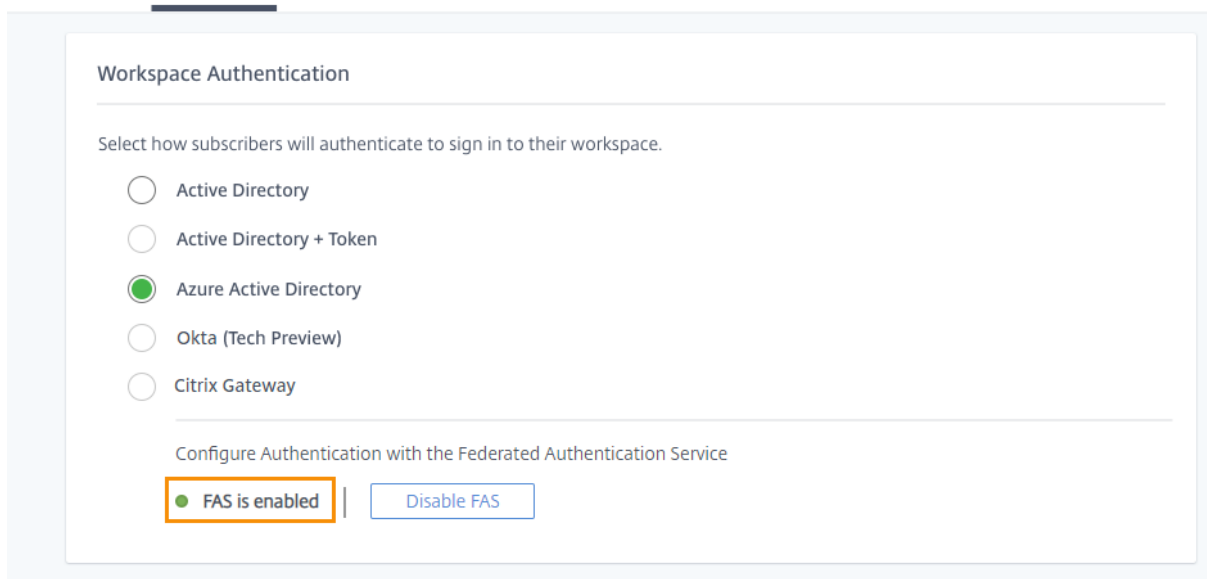 Workspace Authentication
Select how subscribers will authenticate to sign in to their workspace.
Active Directory
Active Directory + Token
Azure Active Directory
Okta (Tech Preview)
Citrix Gateway
Configure Authentication with the Federated Authentication Service
FAS is enabled
Disable FAS